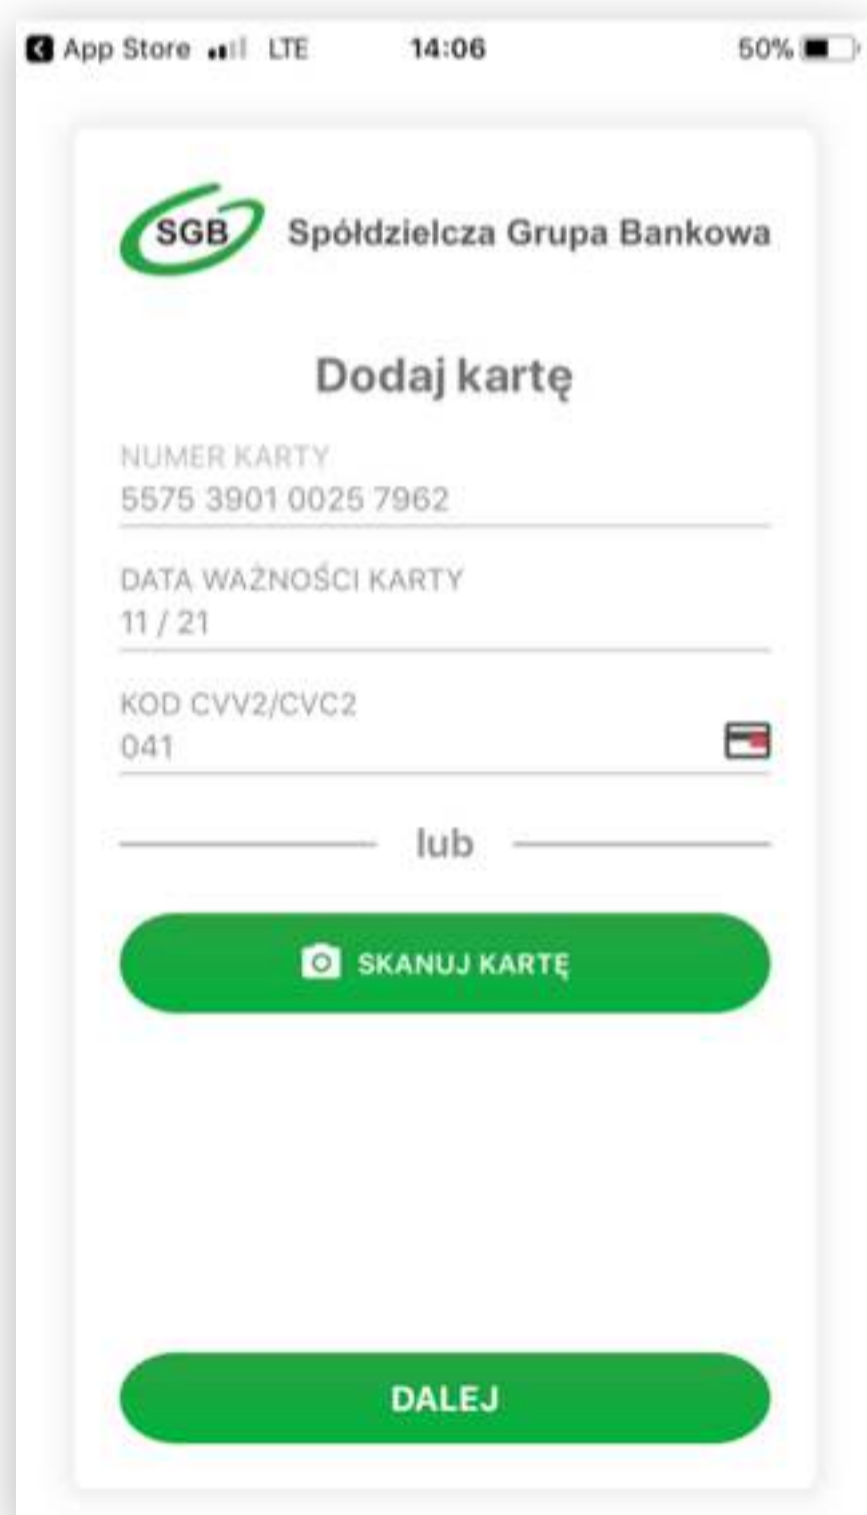 App Store LTE 14:06 50%
SGB Spółdzielcza Grupa Bankowa
Dodaj kartę
NUMER KARTY
5575 3901 0025 7962
DATA WAŻNOŚCI KARTY
11 / 21
KOD CVV2/CVC2
041
lub
SKANUJ KARTĘ
DALEJ